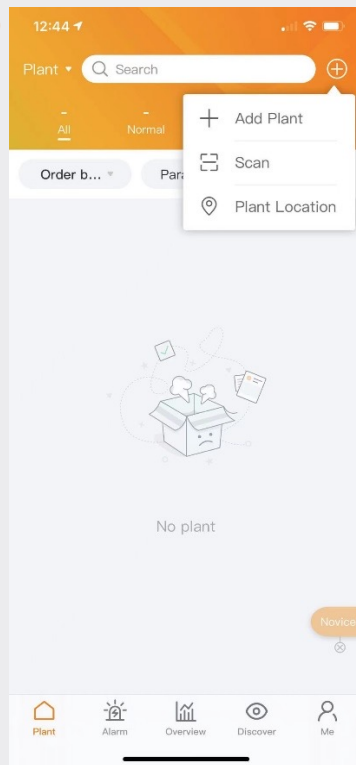 12:44
Plant
Search
-
-
All
Normal
Add Plant
Scan
Plant Location
Order b...
Para
No plant
Novice
Plant
Alarm
Overview
Discover
Me